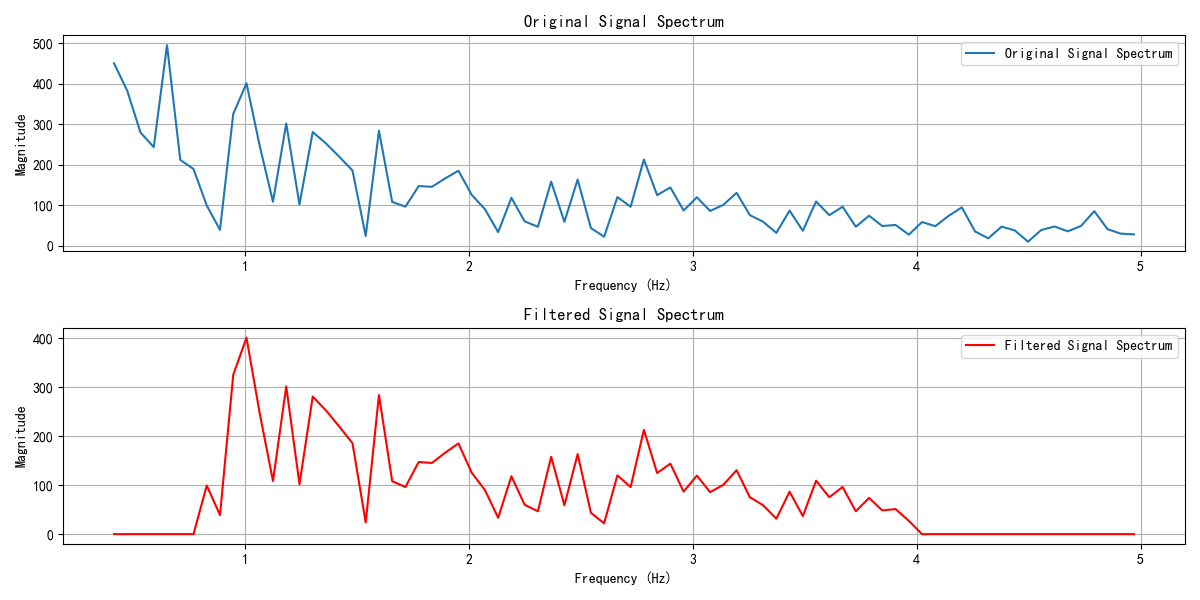 Original Signal Spectrum
Original Signal Spectrum
500
400
300
200
100
0
Magnitude
1
2
3
4
5
Frequency (Hz)
Filtered Signal Spectrum
Filtered Signal Spectrum
400
300
200
100
0
Magnitude
1
2
3
4
5
Frequency (Hz)